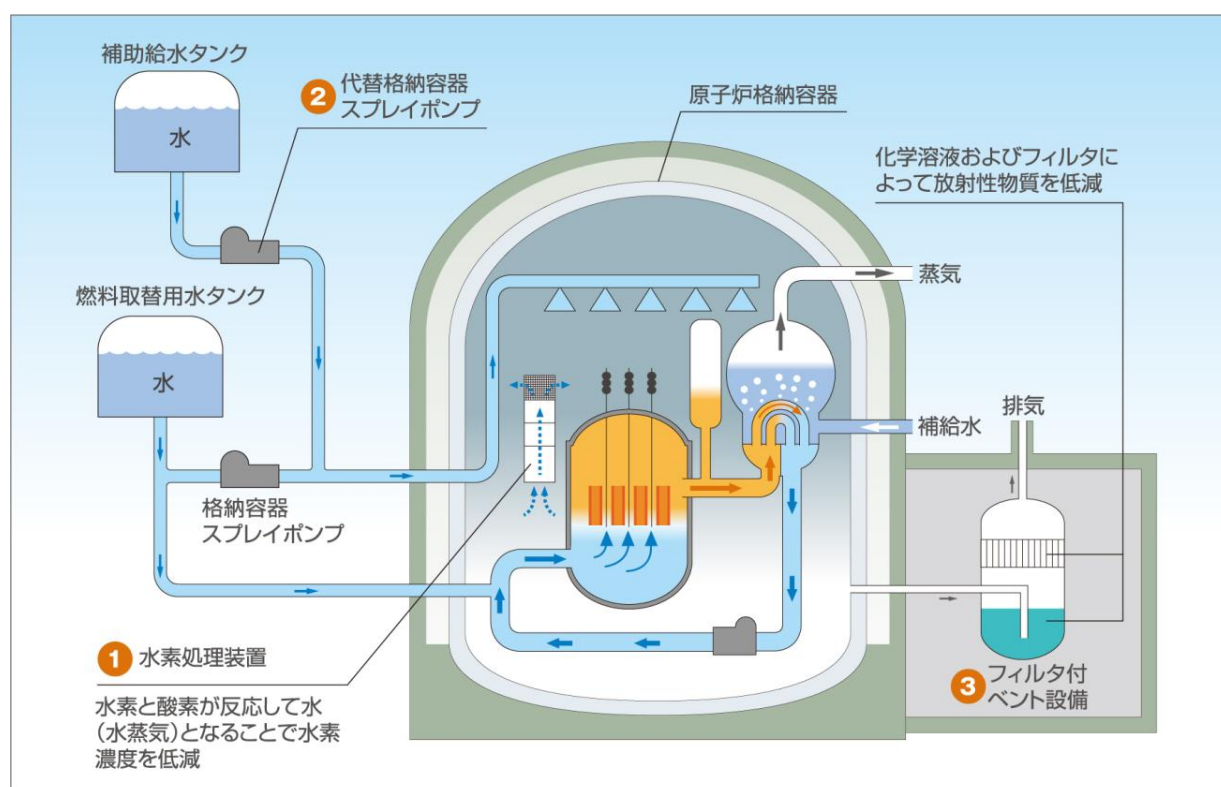 補助給水タンク
水
2
代替格納容器
スプレイポンプ
原子炉格納容器
化学溶液およびフィルタに
よって放射性物質を低減
燃料取替用水タンク
水
蒸気
補給水
排気
格納容器
スプレイポンプ
1 水素処理装置
水素と酸素が反応して水
（水蒸気）となることで水素
濃度を低減
3 フィルタ付
ベント設備